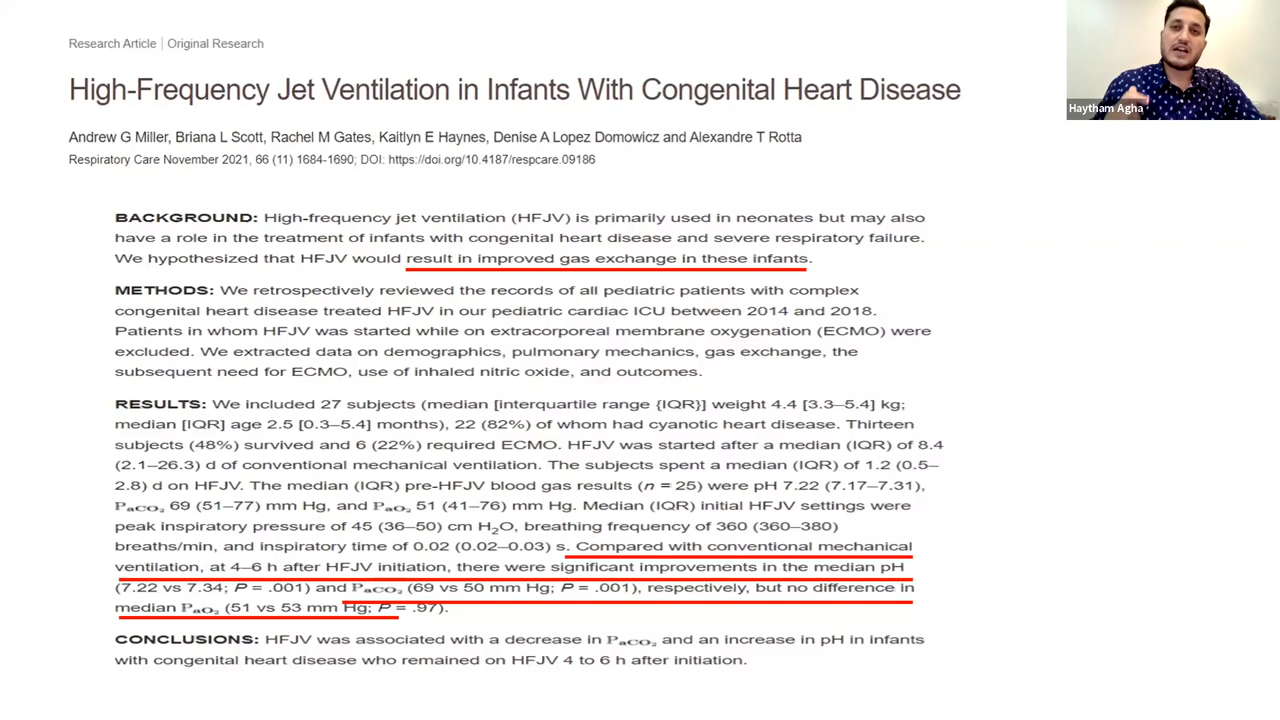 Research Article | Original Research
High-Frequency Jet Ventilation in Infants With Congenital Heart Disease
Andrew G Miller, Briana L Scott, Rachel M Gates, Kaitlyn E Haynes, Denise A Lopez Domowicz and Alexandre T Rotta
Respiratory Care November 2021, 66 (11) 1684-1690; DOI: https://doi.org/10.4187/respcare.09186
Haytham Agha
BACKGROUND: High-frequency jet ventilation (HFJV) is primarily used in neonates but may also
have a role in the treatment of infants with congenital heart disease and severe respiratory failure.
We hypothesized that HFJV would result in improved gas exchange in these infants.
METHODS: We retrospectively reviewed the records of all pediatric patients with complex
congenital heart disease treated HFJV in our pediatric cardiac ICU between 2014 and 2018.
Patients in whom HFJV was started while on extracorporeal membrane oxygenation (ECMO) were
excluded. We extracted data on demographics, pulmonary mechanics, gas exchange, the
subsequent need for ECMO, use of inhaled nitric oxide, and outcomes.
RESULTS: We included 27 subjects (median [interquartile range {IQR}] weight 4.4 [3.3–5.4] kg;
median [IQR] age 2.5 [0.3–5.4] months), 22 (82%) of whom had cyanotic heart disease. Thirteen
subjects (48%) survived and 6 (22%) required ECMO. HFJV was started after a median (IQR) of 8.4
(2.1–26.3) d of conventional mechanical ventilation. The subjects spent a median (IQR) of 1.2 (0.5–
2.8) d on HFJV. The median (IQR) pre-HFJV blood gas results (n = 25) were pH 7.22 (7.17–7.31),
PaCO₂ 69 (51–77) mm Hg, and PaO₂ 51 (41–76) mm Hg. Median (IQR) initial HFJV settings were
peak inspiratory pressure of 45 (36–50) cm H₂O, breathing frequency of 360 (360–380)
breaths/min, and inspiratory time of 0.02 (0.02–0.03) s. Compared with conventional mechanical
ventilation, at 4–6 h after HFJV initiation, there were significant improvements in the median pH
(7.22 vs 7.34; P = .001) and PaCO₂ (69 vs 50 mm Hg; P = .001), respectively, but no difference in
median PaO₂ (51 vs 53 mm Hg; P = .97).
CONCLUSIONS: HFJV was associated with a decrease in PaCO₂ and an increase in pH in infants
with congenital heart disease who remained on HFJV 4 to 6 h after initiation.